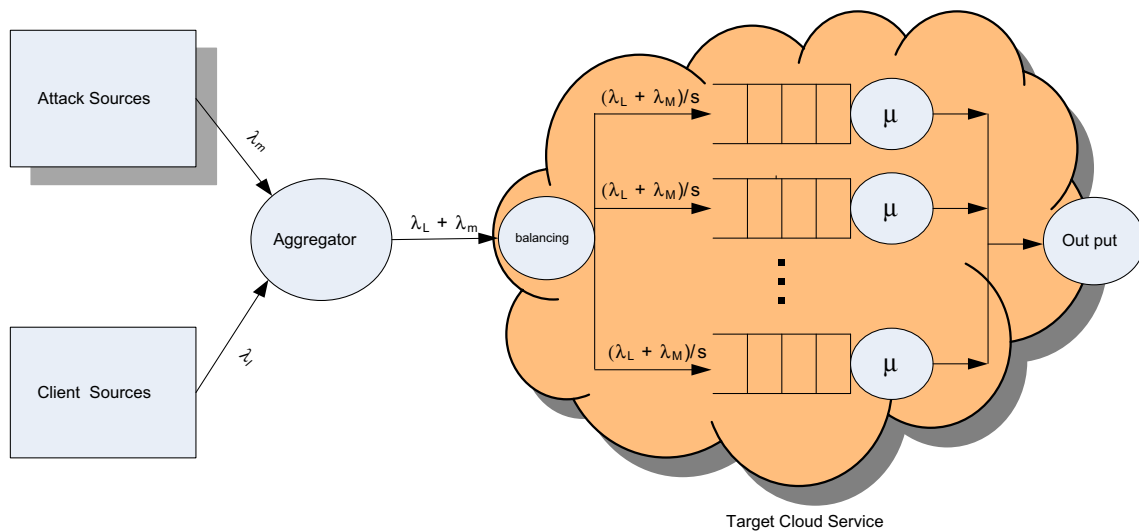 Attack Sources
λm
Client Sources
λl
Aggregator
λL + λm
balancing
(λL + λM)/s
μ
(λL + λM)/s
μ
(λL + λM)/s
μ
Out put
Target Cloud Service